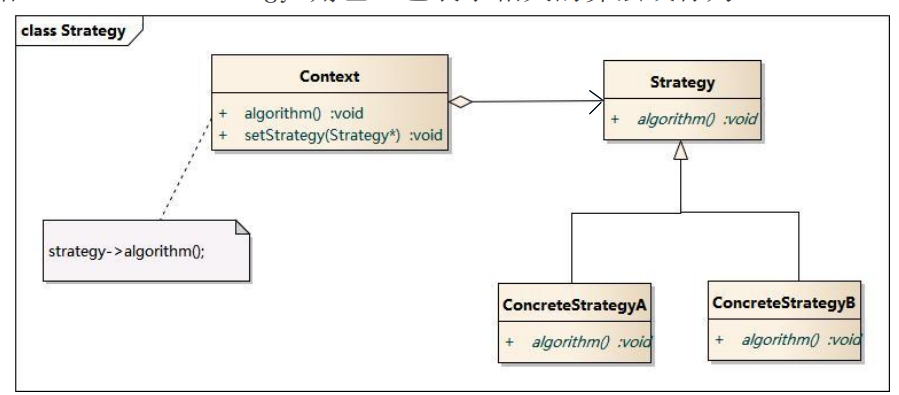 class Strategy
Context
+ algorithm() :void
+ setStrategy(Strategy*) :void
Strategy
+ algorithm() :void
strategy->algorithm();
ConcreteStrategyA
+ algorithm() :void
ConcreteStrategyB
+ algorithm() :void